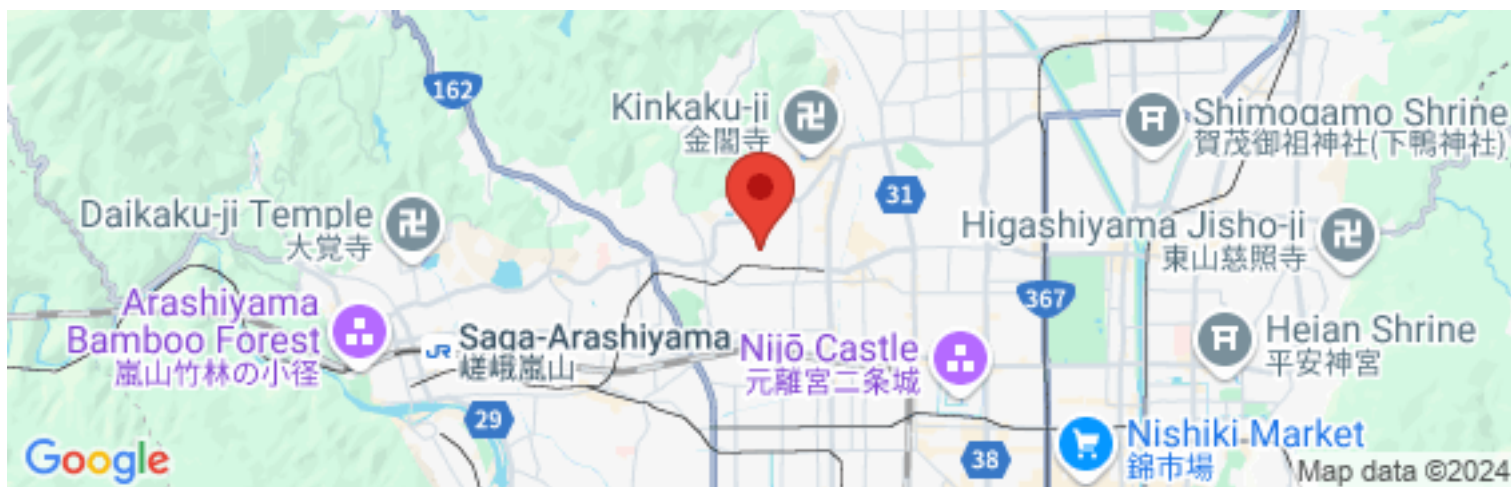 162
Kinkaku-ji
金閣寺
Shimogamo Shrine
賀茂御祖神社(下鴨神社)
31
Daikaku-ji Temple
大覚寺
Higashiyama Jisho-ji
東山慈照寺
367
Arashiyama
Bamboo Forest
嵐山竹林の小径
JR
Saga-Arashiyama
嵯峨嵐山
Nijō Castle
元離宮二条城
Heian Shrine
平安神宮
29
38
Nishiki Market
錦市場
Google
Map data ©2024